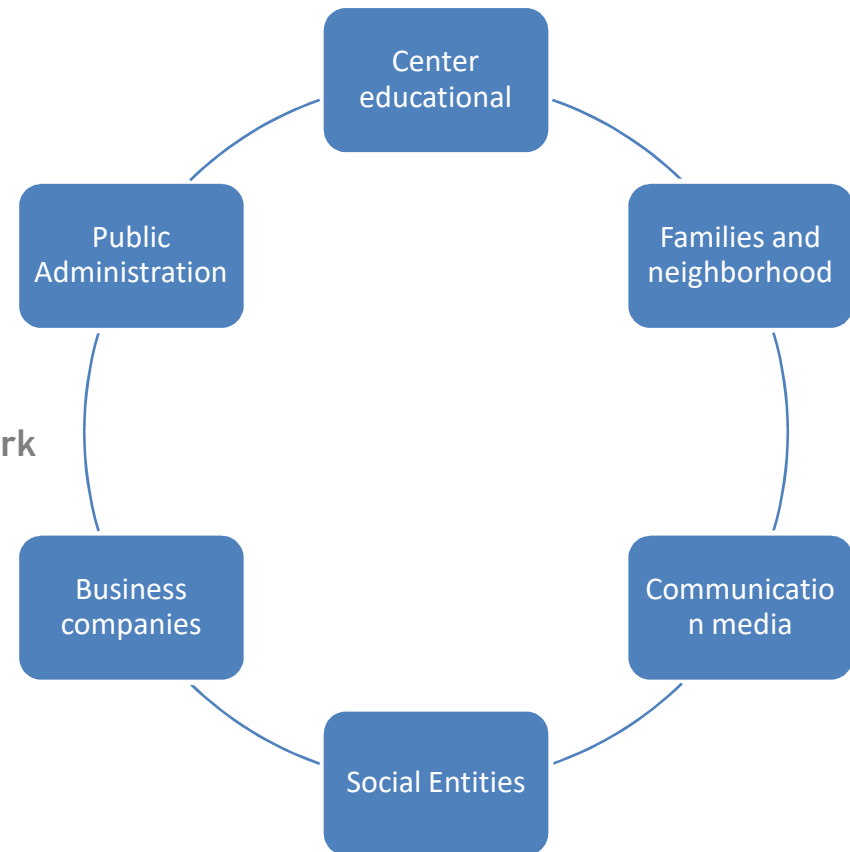 Center
educational
Public
Administration
Families and
neighborhood
rk
Business
companies
Communicatio
n media
Social Entities